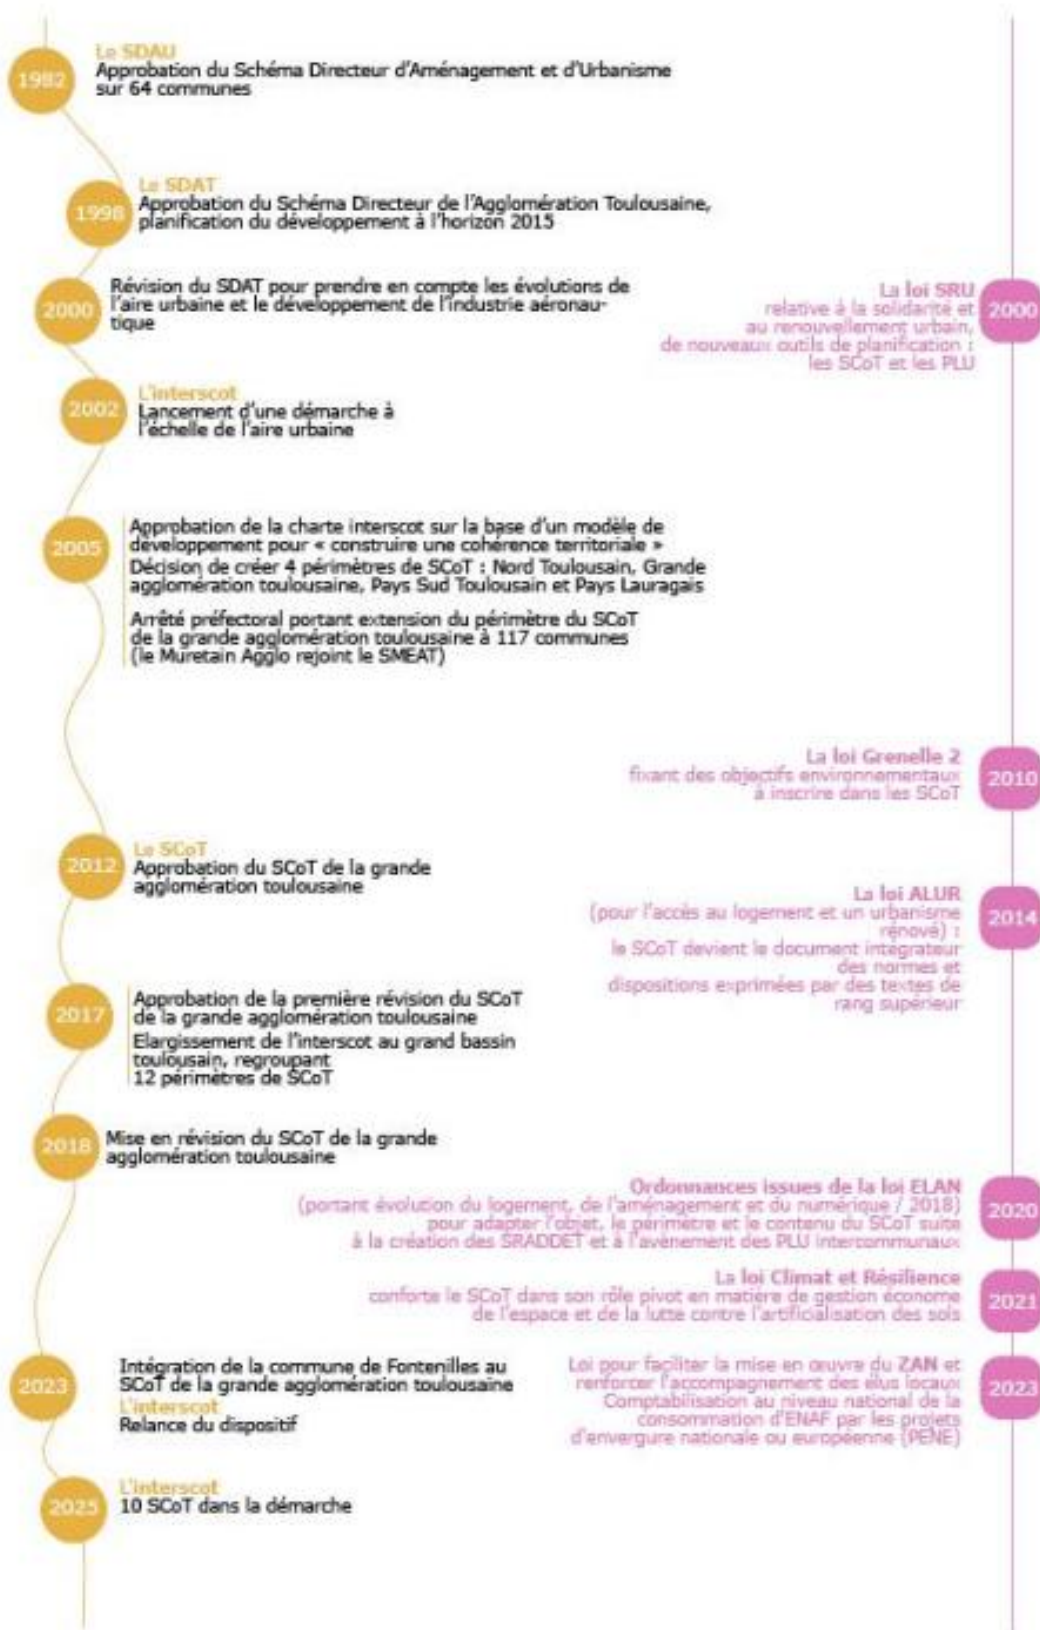 1982
Le SDAU
Approbation du Schéma Directeur d'Aménagement et d'Urbanisme
sur 64 communes
1998
Le SDAT
Approbation du Schéma Directeur de l'Agglomération Toulousaine,
planification du développement à l'horizon 2015
2000
Révision du SDAT pour prendre en compte les évolutions de
l'aire urbaine et le développement de l'industrie aéronau-
tique
La loi SRU
relative à la solidarité et
au renouvellement urbain,
de nouveaux outils de planification :
les SCoT et les PLU
2000
2002
L'interscot
Lancement d'une démarche à
l'échelle de l'aire urbaine
2005
Approbation de la charte interscot sur la base d'un modèle de
développement pour « construire une cohérence territoriale »
Décision de créer 4 périmètres de SCoT : Nord Toulousain, Grande
agglomération toulousaine, Pays Sud Toulousain et Pays Lauragais
Arrêté préfectoral portant extension du périmètre du SCoT
de la grande agglomération toulousaine à 117 communes
(le Muretain Agglo rejoint le SMEAT)
La loi Grenelle 2
fixant des objectifs environnementaux
à inscrire dans les SCoT
2010
2012
Le SCoT
Approbation du SCoT de la grande
agglomération toulousaine
La loi ALUR
(pour l'accès au logement et un urbanisme
rénové) :
le SCoT devient le document intégrateur
des normes et
dispositions exprimées par des textes de
rang supérieur
2014
2017
Approbation de la première révision du SCoT
de la grande agglomération toulousaine
Elargissement de l'interscot au grand bassin
toulousain, regroupant
12 périmètres de SCoT
2018
Mise en révision du SCoT de la grande
agglomération toulousaine
Ordonnances issues de la loi ELAN
(portant évolution du logement, de l'aménagement et du numérique / 2018)
pour adapter l'objet, le périmètre et le contenu du SCoT suite
à la création des SRADDET et à l'avènement des PLU intercommunaux
2020
La loi Climat et Résilience
conforte le SCoT dans son rôle pivot en matière de gestion économe
de l'espace et de la lutte contre l'artificialisation des sols
2021
2023
Intégration de la commune de Fontenilles au
SCoT de la grande agglomération toulousaine
L'interscot
Relance du dispositif
Loi pour faciliter la mise en œuvre du ZAN et
renforcer l'accompagnement des élus locaux
Comptabilisation au niveau national de la
consommation d'ENAF par les projets
d'envergure nationale ou européenne (PENE)
2023
2025
L'interscot
10 SCoT dans la démarche